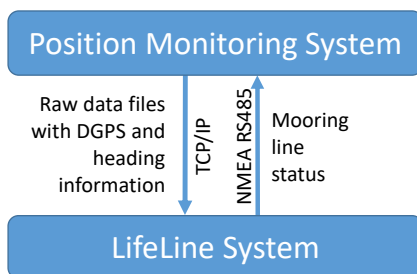 Position Monitoring System
Raw data files
with DGPS and
heading
information
TCP/IP
NMEA RS485
Mooring
line
status
LifeLine System